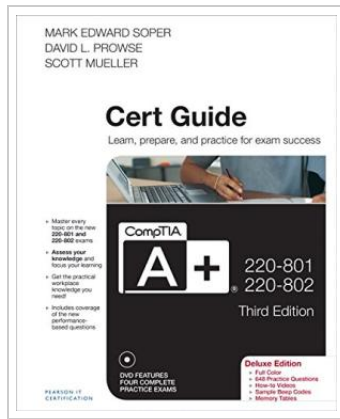 MARK EDWARD SOPER
DAVID L. PROWSE
SCOTT MUELLER
Cert Guide
Learn, prepare, and practice for exam success
Master every
topic on the new
220-801 and
220-802 exams
Assess your
knowledge and
focus your learning
Get the practical
workplace
knowledge you
need!
Includes coverage
of the new
performance-
based questions
CompTIA
A+®
220-801
220-802
Third Edition
DVD FEATURES
FOUR COMPLETE
PRACTICE EXAMS
PEARSON IT
CERTIFICATION
Deluxe Edition
Full Color
648 Practice Questions
How-to Videos
Sample Beep Codes
Memory Tables